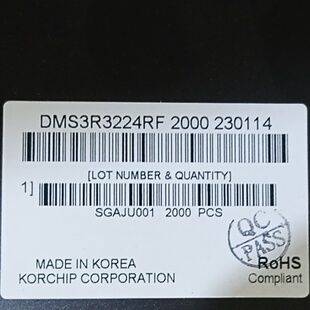 DMS3R3224RF 2000 230114
[LOT NUMBER & QUANTITY]
1]
SGAJU001 2000 PCS
QC
PASS
RoHS
Compliant
MADE IN KOREA
KORCHIP CORPORATION